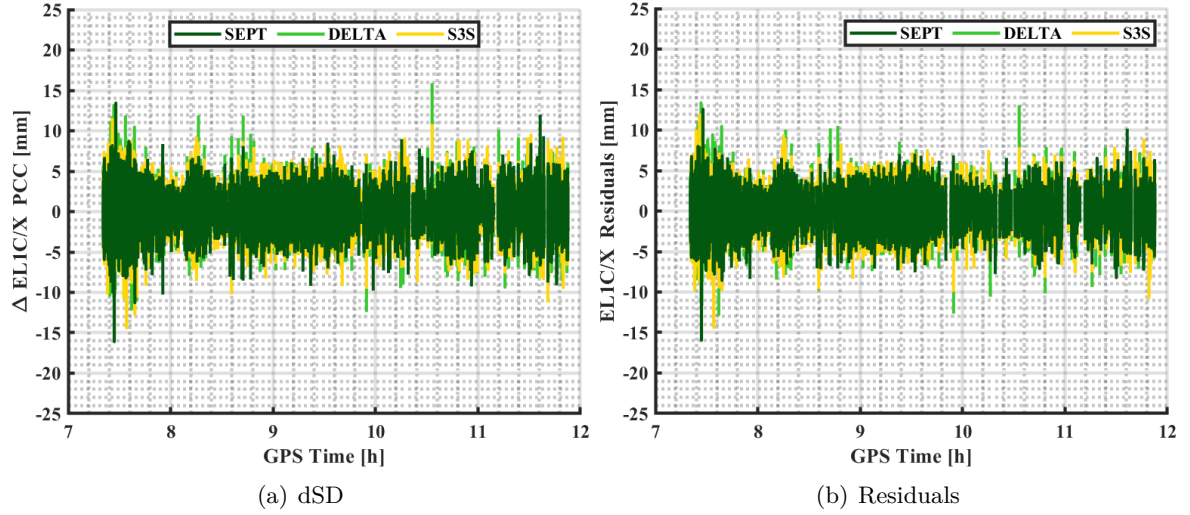 SEPT DELTA S3S
Δ EL1C/X PCC [mm]
25
20
15
10
5
0
-5
-10
-15
-20
-25
7 8 9 10 11 12
GPS Time [h]
(a) dSD
SEPT DELTA S3S
EL1C/X Residuals [mm]
25
20
15
10
5
0
-5
-10
-15
-20
-25
7 8 9 10 11 12
GPS Time [h]
(b) Residuals